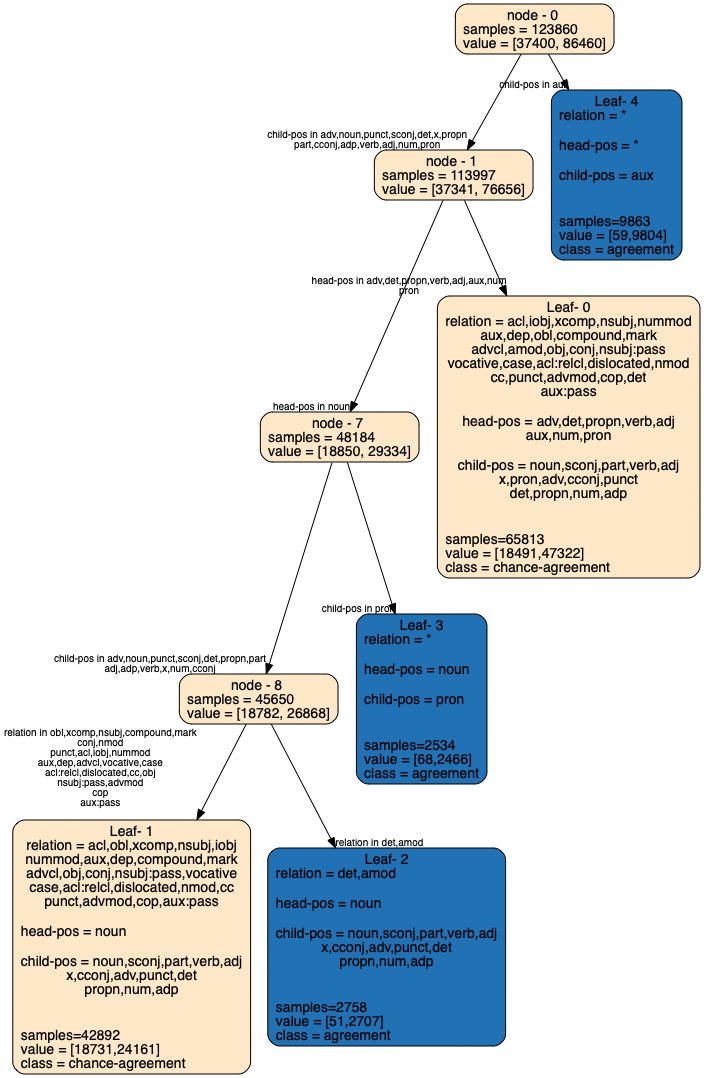 node - 0
samples = 123860
value = [37400, 86460]
child-pos in aux
Leaf- 4
relation = *
head-pos = *
child-pos = aux
samples=9863
value = [59,9804]
class = agreement
child-pos in adv,noun,punct,sconj,det,x,propn
part,cconj,adp,verb,adj,num,pron
node - 1
samples = 113997
value = [37341, 76656]
head-pos in adv,det,propn,verb,adj,aux,num
pron
Leaf- 0
relation = acl,iobj,xcomp,nsubj,nummod
aux,dep,obl,compound,mark
advcl,amod,obj,conj,nsubj:pass
vocative,case,acl:relcl,dislocated,nmod
cc,punct,advmod,cop,det
aux:pass
head-pos = adv,det,propn,verb,adj
aux,num,pron
child-pos = noun,sconj,part,verb,adj
x,pron,adv,cconj,punct
det,propn,num,adp
samples=65813
value = [18491,47322]
class = chance-agreement
head-pos in noun
node - 7
samples = 48184
value = [18850, 29334]
child-pos in pron
Leaf- 3
relation = *
head-pos = noun
child-pos = pron
samples=2534
value = [68,2466]
class = agreement
child-pos in adv,noun,punct,sconj,det,propn,part
adj,adp,verb,x,num,cconj
node - 8
samples = 45650
value = [18782, 26868]
relation in obl,xcomp,nsubj,compound,mark
conj,nmod
punct,acl,iobj,nummod
aux,dep,advcl,vocative,case
acl:relcl,dislocated,cc,obj
nsubj:pass,advmod
cop
aux:pass
Leaf- 1
relation = acl,obl,xcomp,nsubj,iobj
nummod,aux,dep,compound,mark
advcl,obj,conj,nsubj:pass,vocative
case,acl:relcl,dislocated,nmod,cc
punct,advmod,cop,aux:pass
head-pos = noun
child-pos = noun,sconj,part,verb,adj
x,cconj,adv,punct,det
propn,num,adp
samples=42892
value = [18731,24161]
class = chance-agreement
relation in det,amod
Leaf- 2
relation = det,amod
head-pos = noun
child-pos = noun,sconj,part,verb,adj
x,cconj,adv,punct,det
propn,num,adp
samples=2758
value = [51,2707]
class = agreement